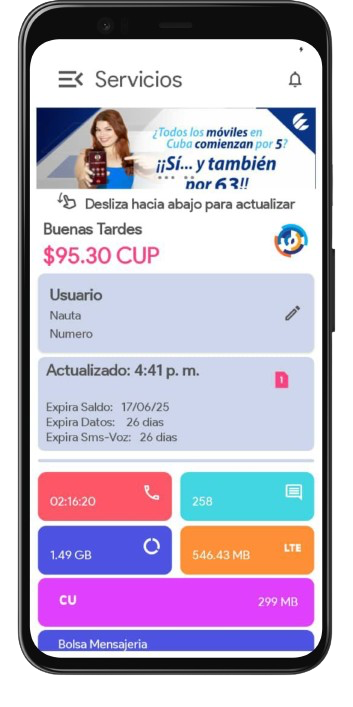 Servicios
¿Todos los móviles en
Cuba comienzan por 5?
¡¡Sí... y también
por 63!!
Desliza hacia abajo para actualizar
Buenas Tardes
$95.30 CUP
Usuario
Nauta
Numero
Actualizado: 4:41 p. m.
1
Expira Saldo: 17/06/25
Expira Datos: 26 dias
Expira Sms-Voz: 26 dias
02:16:20
258
1.49 GB
546.43 MB LTE
CU 299 MB
Bolsa Mensajeria